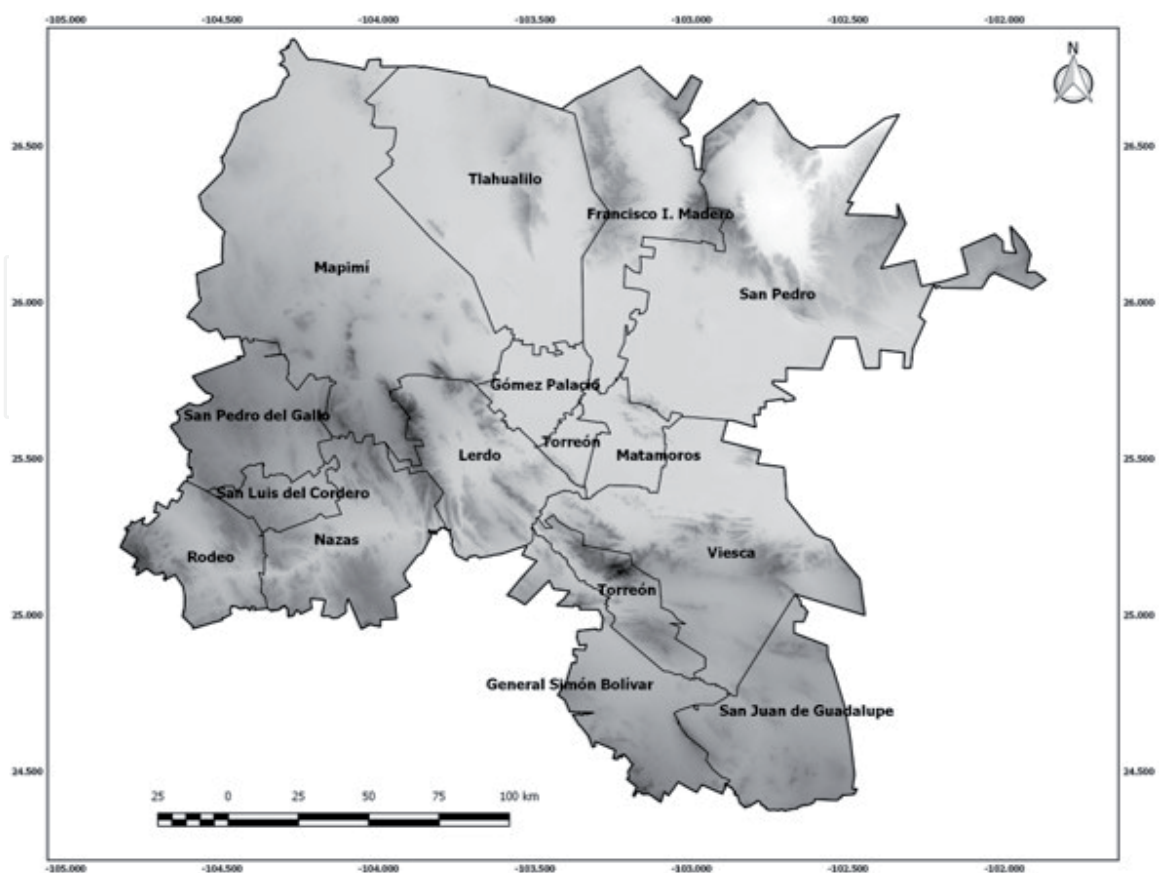 -105.000 -104.500 -104.000 -103.500 -103.000 -102.500 -102.000
N
26.500 26.500
Tlahualilo
Francisco I. Madero
Mapimí
San Pedro
26.000 26.000
Gómez Palacio
San Pedro del Gallo
Torreón
Lerdo
Matamoros
25.500 25.500
San Luis del Cordero
Nazas
Rodeo
Viesca
Torreón
25.000 25.000
General Simón Bolívar
San Juan de Guadalupe
24.500 24.500
25 0 25 50 75 100 km
-105.000 -104.500 -104.000 -103.500 -103.000 -102.500 -102.000